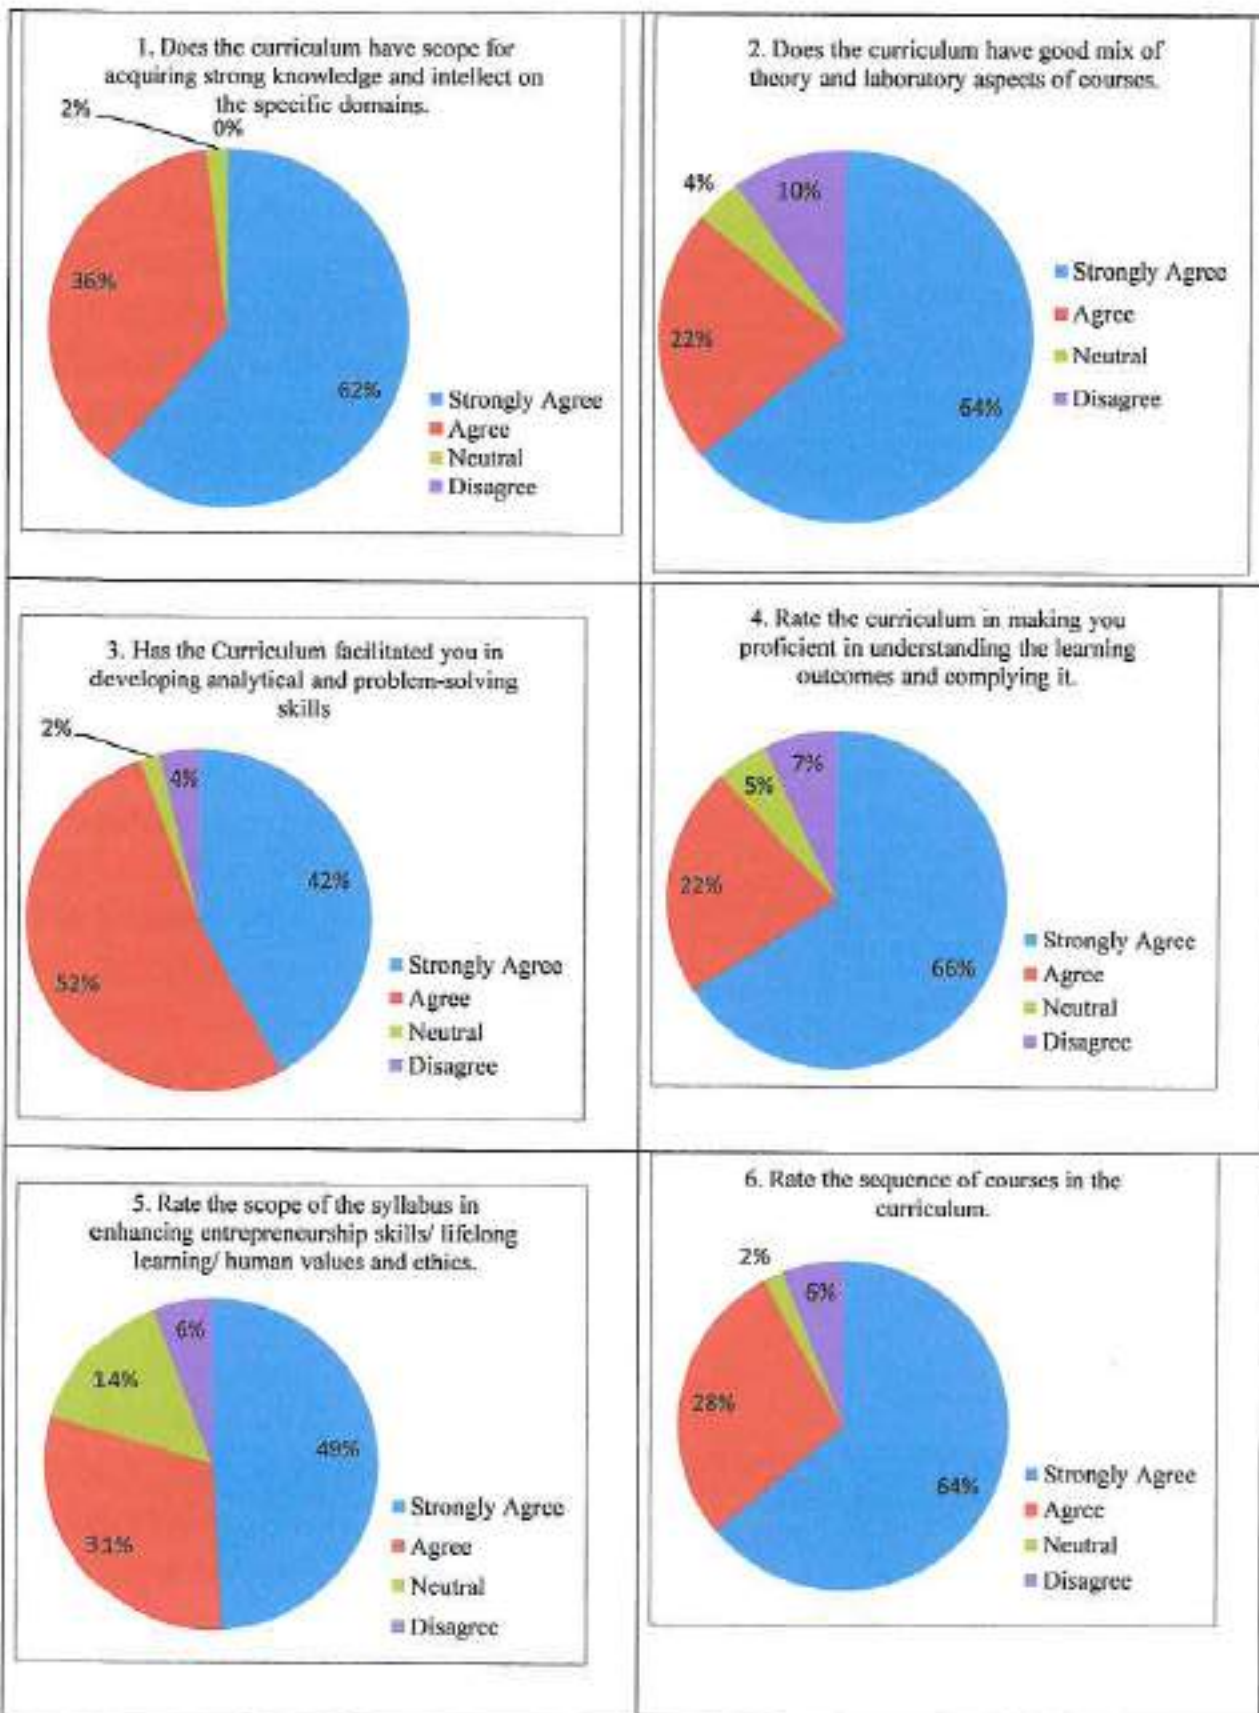 1. Does the curriculum have scope for
acquiring strong knowledge and intellect on
the specific domains.
2%
0%
36%
62%
Strongly Agree
Agree
Neutral
Disagree
2. Does the curriculum have good mix of
theory and laboratory aspects of courses.
4%
10%
22%
64%
Strongly Agree
Agree
Neutral
Disagree
3. Has the Curriculum facilitated you in
developing analytical and problem-solving
skills
2%
4%
42%
52%
Strongly Agree
Agree
Neutral
Disagree
4. Rate the curriculum in making you
proficient in understanding the learning
outcomes and complying it.
7%
5%
22%
66%
Strongly Agree
Agree
Neutral
Disagree
5. Rate the scope of the syllabus in
enhancing entrepreneurship skills/ lifelong
learning/ human values and ethics.
6%
14%
49%
31%
Strongly Agree
Agree
Neutral
Disagree
6. Rate the sequence of courses in the
curriculum.
2%
6%
28%
64%
Strongly Agree
Agree
Neutral
Disagree